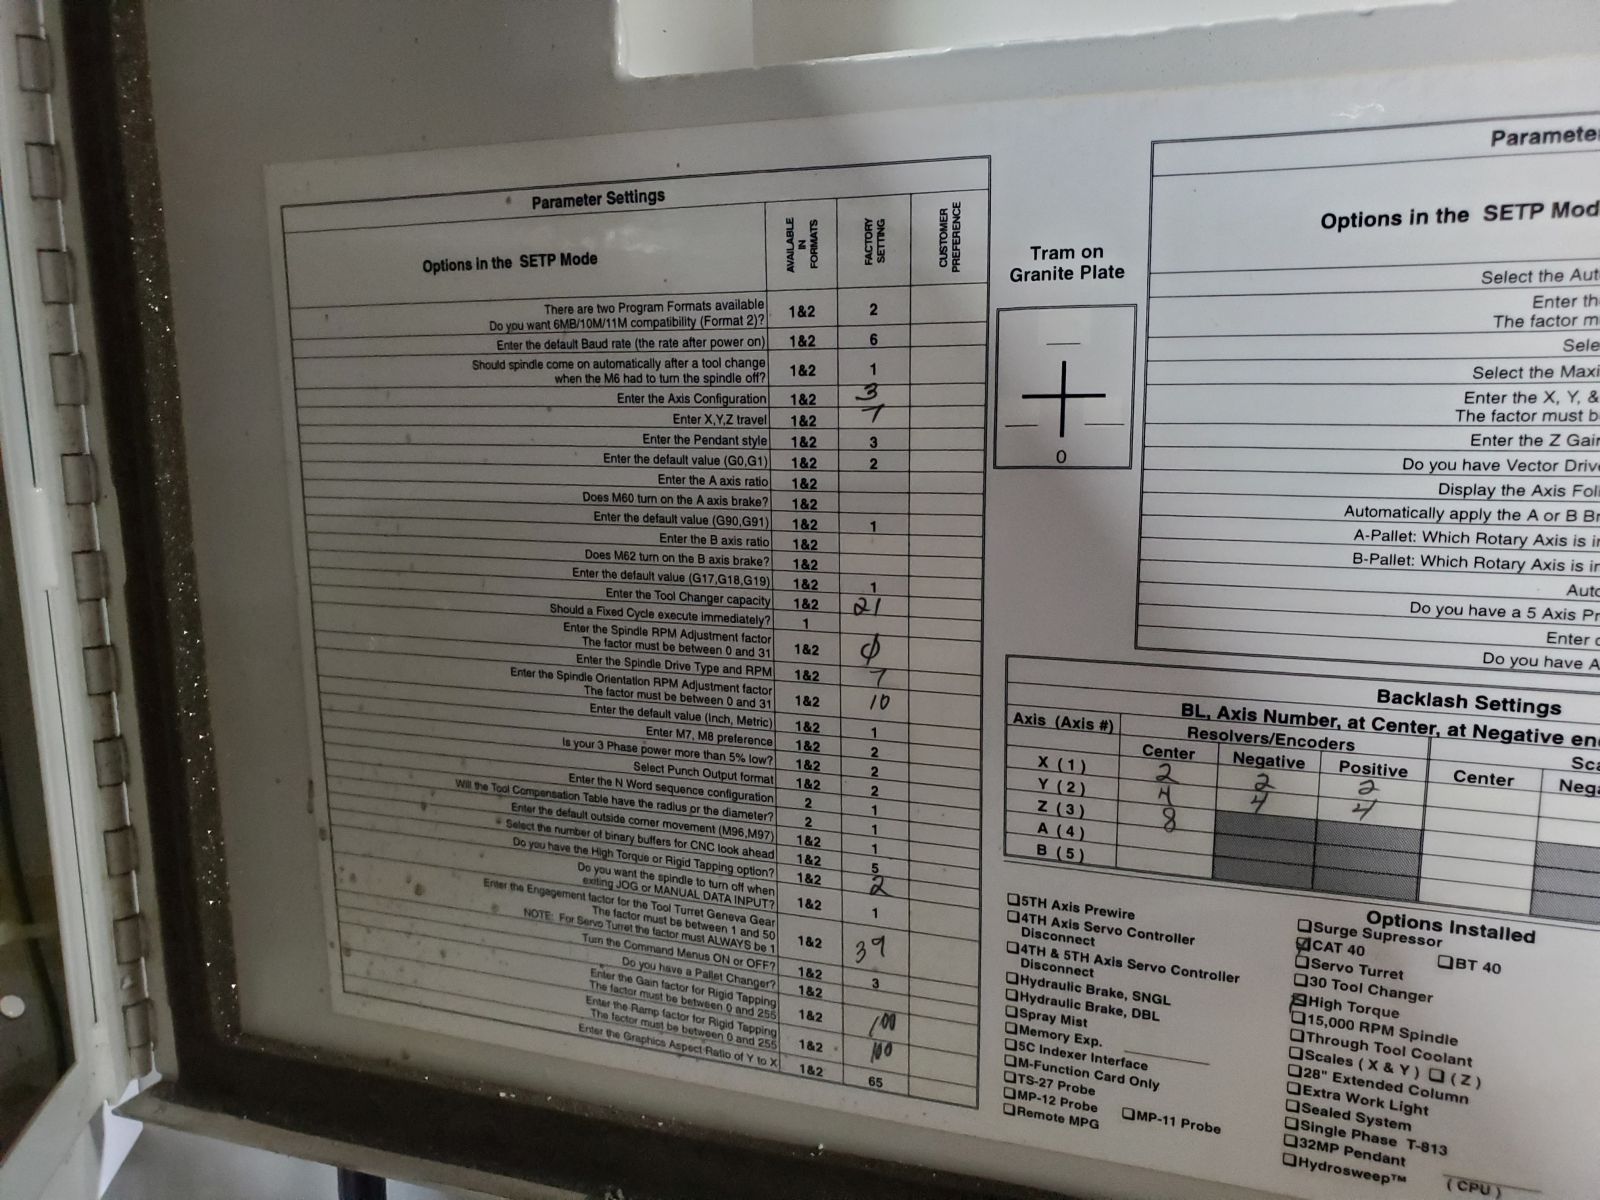 Parameter Settings
Options in the SETP Mode
AVAILABLE IN FORMATS
FACTORY SETTING
CUSTOMER PREFERENCE
There are two Program Formats available
Do you want 6MB/10M/11M compatibility (Format 2)? 1&2 2
Enter the default Baud rate (the rate after power on) 1&2 6
Should spindle come on automatically after a tool change
when the M6 had to turn the spindle off? 1&2 1
Enter the Axis Configuration 1&2 3
Enter X,Y,Z travel 1&2 7
Enter the Pendant style 1&2 3
Enter the default value (G0,G1) 1&2 2
Enter the A axis ratio 1&2
Does M60 turn on the A axis brake? 1&2
Enter the default value (G90,G91) 1&2 1
Enter the B axis ratio 1&2
Does M62 turn on the B axis brake? 1&2
Enter the default value (G17,G18,G19) 1&2 1
Enter the Tool Changer capacity 1&2 21
Should a Fixed Cycle execute immediately? 1
Enter the Spindle RPM Adjustment factor
The factor must be between 0 and 31 1&2 0
Enter the Spindle Drive Type and RPM 1&2 7
Enter the Spindle Orientation RPM Adjustment factor
The factor must be between 0 and 31 1&2 10
Enter the default value (Inch, Metric) 1&2 1
Enter M7, M8 preference 1&2 2
Is your 3 Phase power more than 5% low? 1&2 2
Select Punch Output format 1&2 2
Enter the N Word sequence configuration 2 1
Will the Tool Compensation Table have the radius or the diameter? 2 1
Enter the default outside corner movement (M96,M97) 1&2 1
Select the number of binary buffers for CNC look ahead 1&2 5
Do you have the High Torque or Rigid Tapping option? 1&2 2
Do you want the spindle to turn off when
exiting JOG or MANUAL DATA INPUT? 1&2 1
Enter the Engagement factor for the Tool Turret Geneva Gear
The factor must be between 1 and 50
NOTE: For Servo Turret the factor must ALWAYS be 1 1&2 39
Turn the Command Menus ON or OFF? 1&2 3
Do you have a Pallet Changer? 1&2
Enter the Gain factor for Rigid Tapping
The factor must be between 0 and 255 1&2 100
Enter the Ramp factor for Rigid Tapping
The factor must be between 0 and 255 1&2 100
Enter the Graphics Aspect Ratio of Y to X 1&2 65
Tram on
Granite Plate
0
Paramete
Options in the SETP Mod
Select the Aut
Enter th
The factor m
Sele
Select the Maxi
Enter the X, Y, &
The factor must b
Enter the Z Gai
Do you have Vector Driv
Display the Axis Fol
Automatically apply the A or B B
A-Pallet: Which Rotary Axis is i
B-Pallet: Which Rotary Axis is i
Aut
Do you have a 5 Axis P
Enter
Do you have A
Backlash Settings
BL, Axis Number, at Center, at Negative en
Axis (Axis #)
Resolvers/Encoders
Sca
Center Negative Positive Center Neg
X (1) 2 2 2
Y (2) 4 4 4
Z (3) 8
A (4)
B (5)
5TH Axis Prewire
4TH Axis Servo Controller
Disconnect
4TH & 5TH Axis Servo Controller
Disconnect
Hydraulic Brake, SNGL
Hydraulic Brake, DBL
Spray Mist
Memory Exp.
5C Indexer Interface
M-Function Card Only
TS-27 Probe
MP-12 Probe MP-11 Probe
Remote MPG
Options Installed
Surge Supressor
CAT 40 BT 40
Servo Turret
30 Tool Changer
High Torque
15,000 RPM Spindle
Through Tool Coolant
Scales ( X & Y ) ( Z )
28" Extended Column
Extra Work Light
Sealed System
Single Phase T-813
32MP Pendant
Hydrosweep™
( CPU )